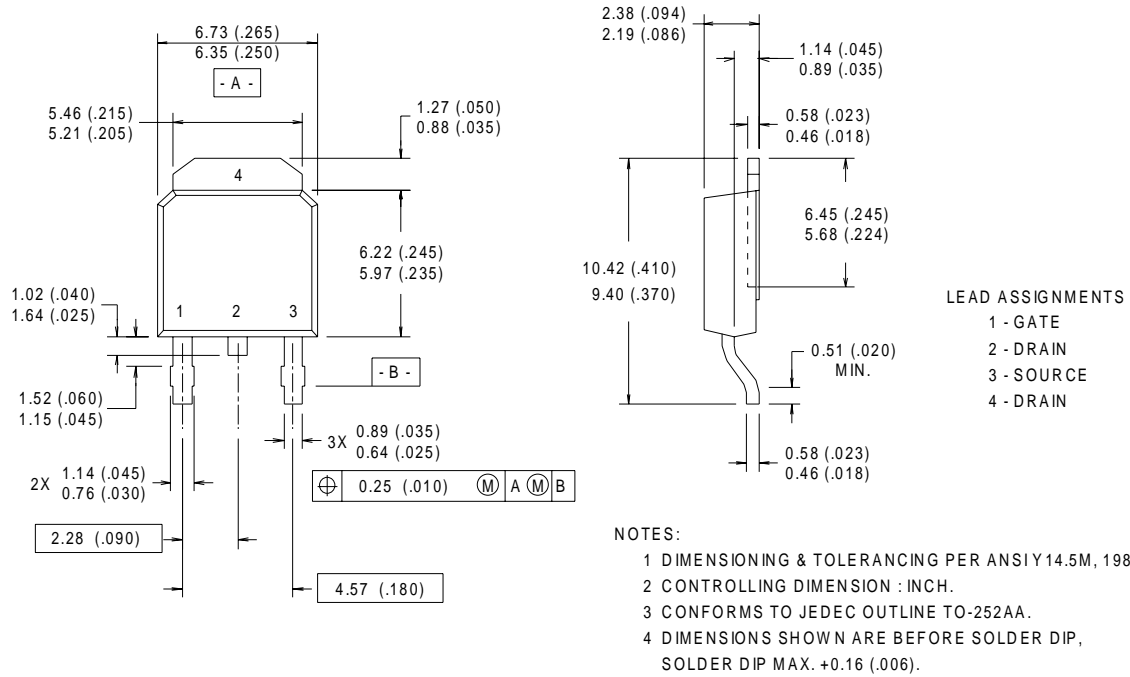 6.73 (.265)
6.35 (.250)
- A -
5.46 (.215)
5.21 (.205)
1.27 (.050)
0.88 (.035)
4
6.22 (.245)
5.97 (.235)
1.02 (.040)
1.64 (.025)
1 2 3
- B -
1.52 (.060)
1.15 (.045)
3X 0.89 (.035)
0.64 (.025)
2X 1.14 (.045)
0.76 (.030)
⌖ 0.25 (.010) Ⓜ A Ⓜ B
2.28 (.090)
4.57 (.180)
2.38 (.094)
2.19 (.086)
1.14 (.045)
0.89 (.035)
0.58 (.023)
0.46 (.018)
6.45 (.245)
5.68 (.224)
10.42 (.410)
9.40 (.370)
0.51 (.020)
MIN.
0.58 (.023)
0.46 (.018)
LEAD ASSIGNMENTS
1 - GATE
2 - DRAIN
3 - SOURCE
4 - DRAIN
NOTES:
1 DIMENSIONING & TOLERANCING PER ANSI Y14.5M, 198
2 CONTROLLING DIMENSION : INCH.
3 CONFORMS TO JEDEC OUTLINE TO-252AA.
4 DIMENSIONS SHOWN ARE BEFORE SOLDER DIP,
SOLDER DIP MAX. +0.16 (.006).